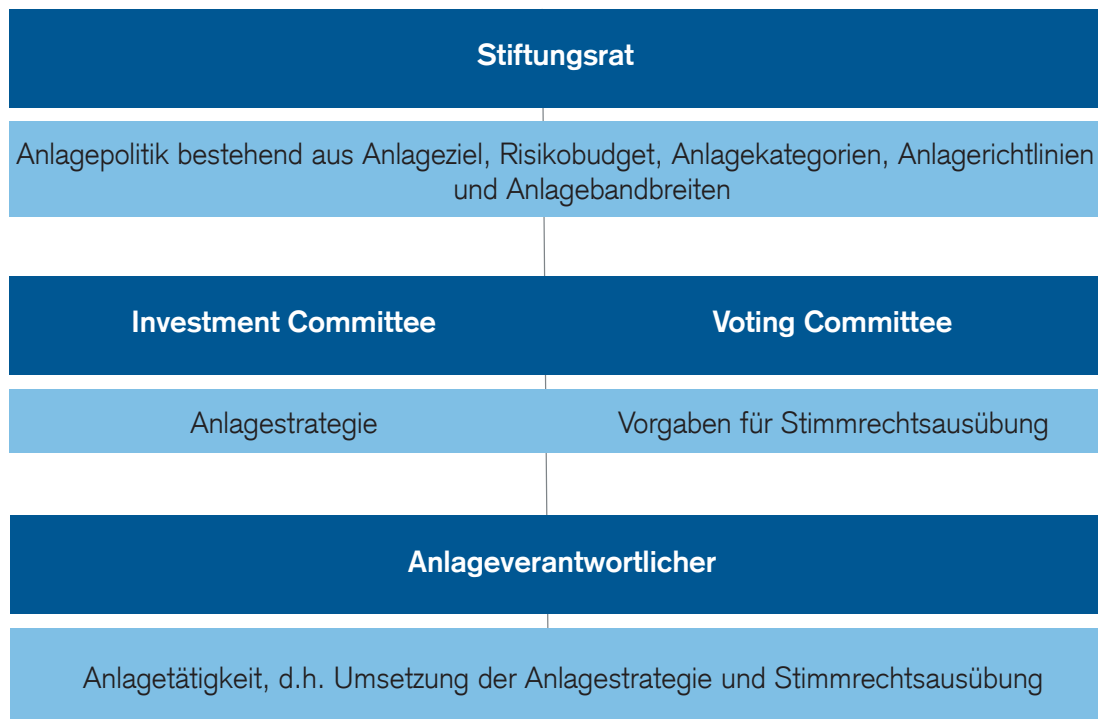 Stiftungsrat
Anlagepolitik bestehend aus Anlageziel, Risikobudget, Anlagekategorien, Anlagerichtlinien
und Anlagebandbreiten
Investment Committee
Voting Committee
Anlagestrategie
Vorgaben für Stimmrechtsausübung
Anlageverantwortlicher
Anlagetätigkeit, d.h. Umsetzung der Anlagestrategie und Stimmrechtsausübung